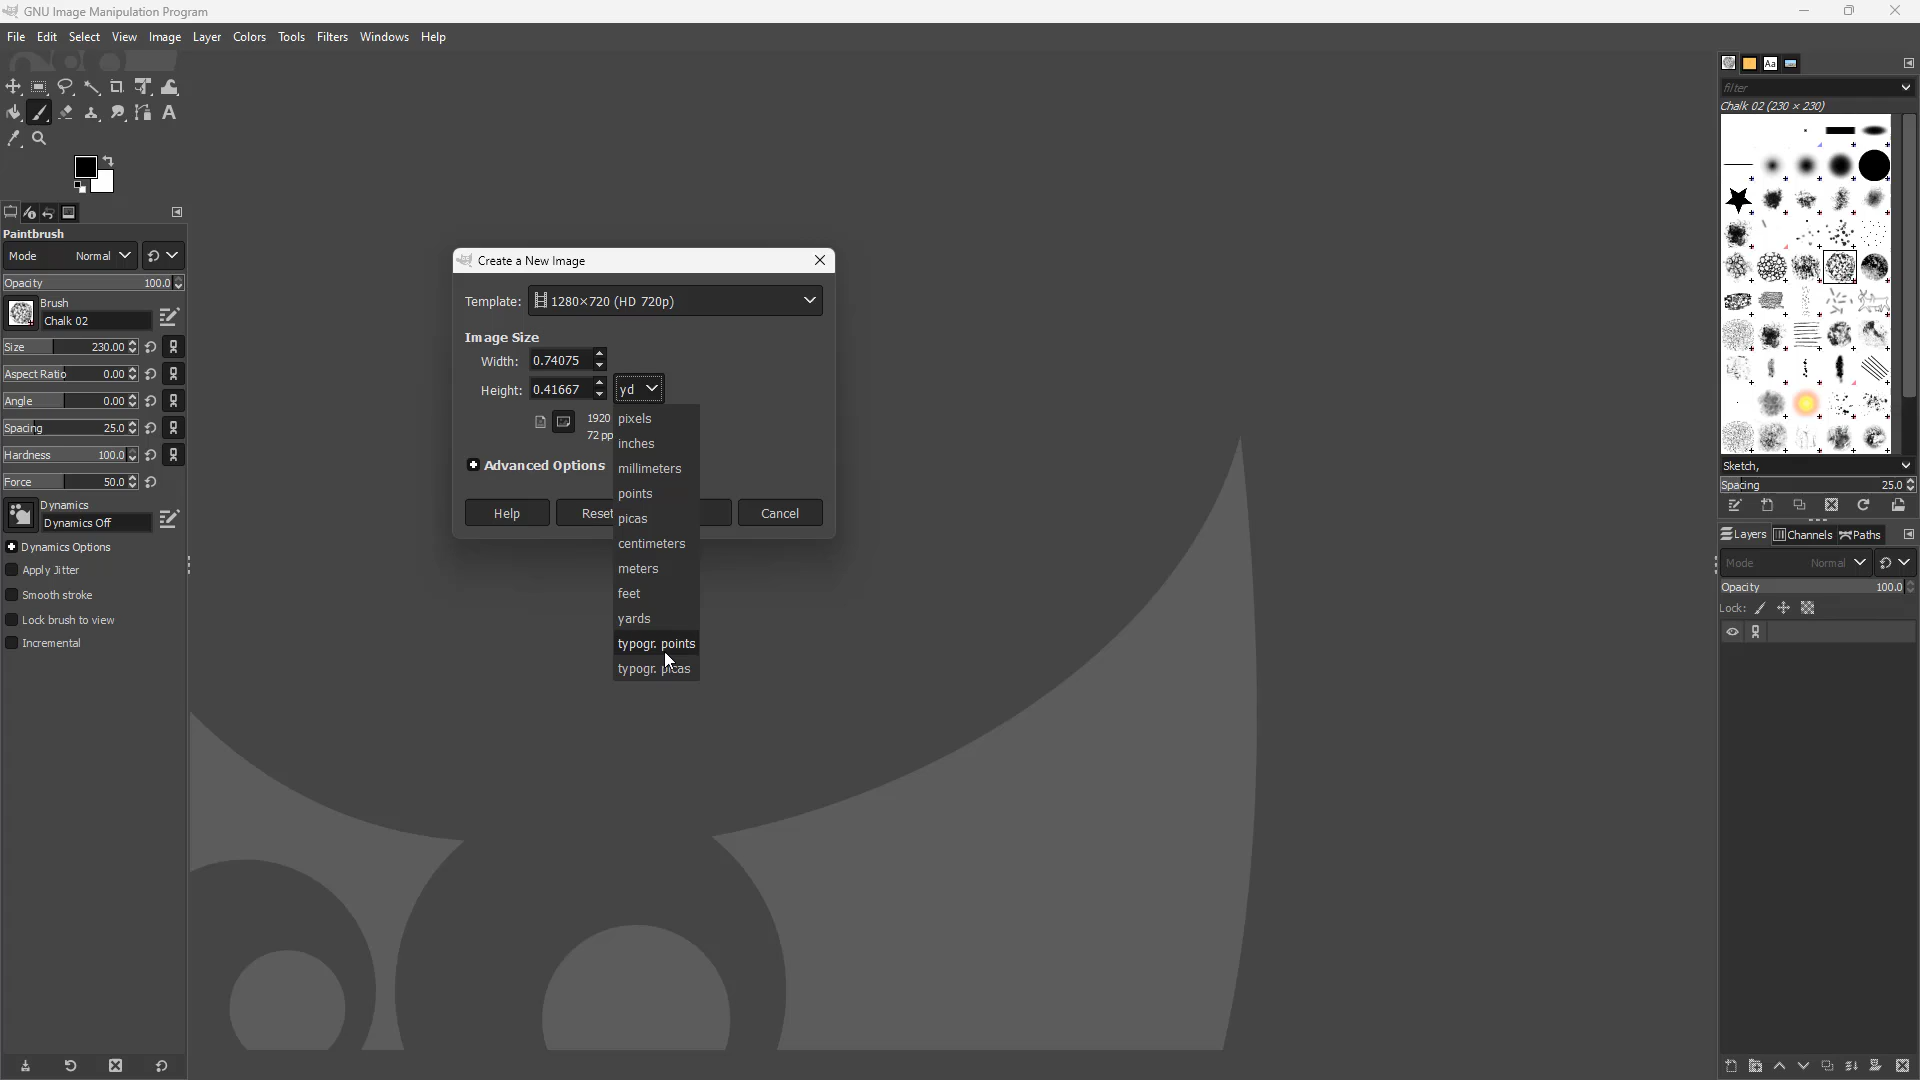 GNU Image Manipulation Program
File Edit Select View Image Layer Colors Tools Filters Windows Help
Paintbrush
Mode Normal
Opacity 100.0
Brush
Chalk 02
Size 230.00
Aspect Ratio 0.00
Angle 0.00
Spacing 25.0
Hardness 100.0
Force 50.0
Dynamics
Dynamics Off
Dynamics Options
Apply Jitter
Smooth stroke
Lock brush to view
Incremental
Create a New Image
Template: 1280×720 (HD 720p)
Image Size
Width: 0.74075
Height: 0.41667 yd
1920
72 pp
Advanced Options
Help Reset Cancel
pixels
inches
millimeters
points
picas
centimeters
meters
feet
yards
typogr. points
typogr. picas
Aa
filter
Chalk 02 (230 × 230)
Sketch,
Spacing 25.0
Layers Channels Paths
Mode Normal
Opacity 100.0
Lock: